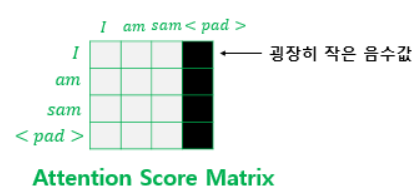 I am sam < pad >
I
굉장히 작은 음수값
am
sam
< pad >
Attention Score Matrix